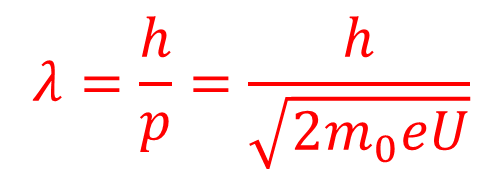 λ = h/p = h/√(2m₀eU)